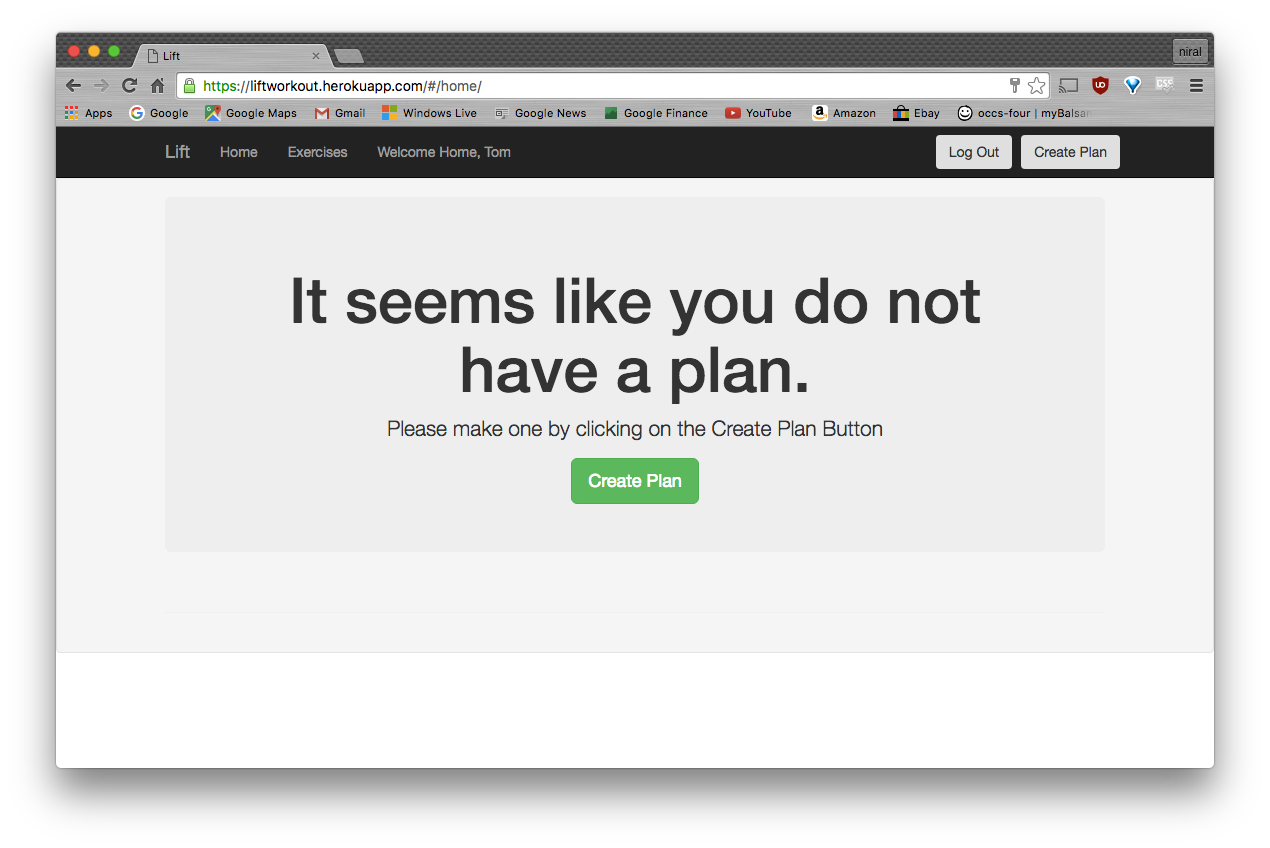 Lift
niral
https://liftworkout.herokuapp.com/#/home/
Apps Google Google Maps Gmail Windows Live Google News Google Finance YouTube Amazon Ebay occs-four | myBalsa
Lift Home Exercises Welcome Home, Tom Log Out Create Plan
It seems like you do not
have a plan.
Please make one by clicking on the Create Plan Button
Create Plan